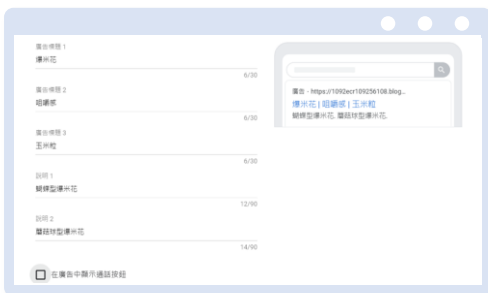 廣告標題 1
爆米花
6/30
廣告標題 2
咀嚼感
6/30
廣告標題 3
玉米粒
6/30
說明 1
蝴蝶型爆米花
12/90
說明 2
蘑菇球型爆米花
14/90
在廣告中顯示通話按鈕
廣告 · https://1092ecr109256108.blog...
爆米花 | 咀嚼感 | 玉米粒
蝴蝶型爆米花. 蘑菇球型爆米花.